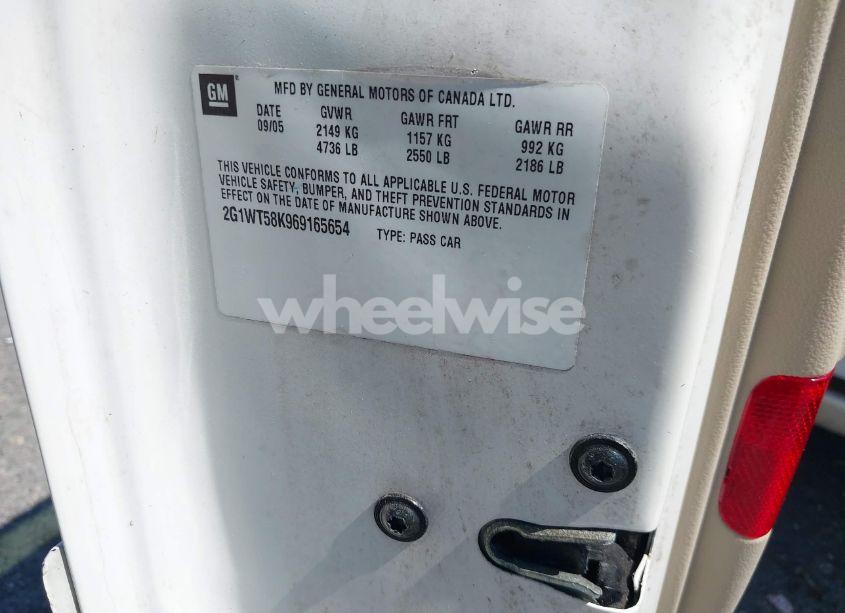 GM
MFD BY GENERAL MOTORS OF CANADA LTD.
DATE GVWR GAWR FRT GAWR RR
09/05 2149 KG 1157 KG 992 KG
4736 LB 2550 LB 2186 LB
THIS VEHICLE CONFORMS TO ALL APPLICABLE U.S. FEDERAL MOTOR
VEHICLE SAFETY, BUMPER, AND THEFT PREVENTION STANDARDS IN
EFFECT ON THE DATE OF MANUFACTURE SHOWN ABOVE.
2G1WT58K969165654 TYPE: PASS CAR
wheelwise